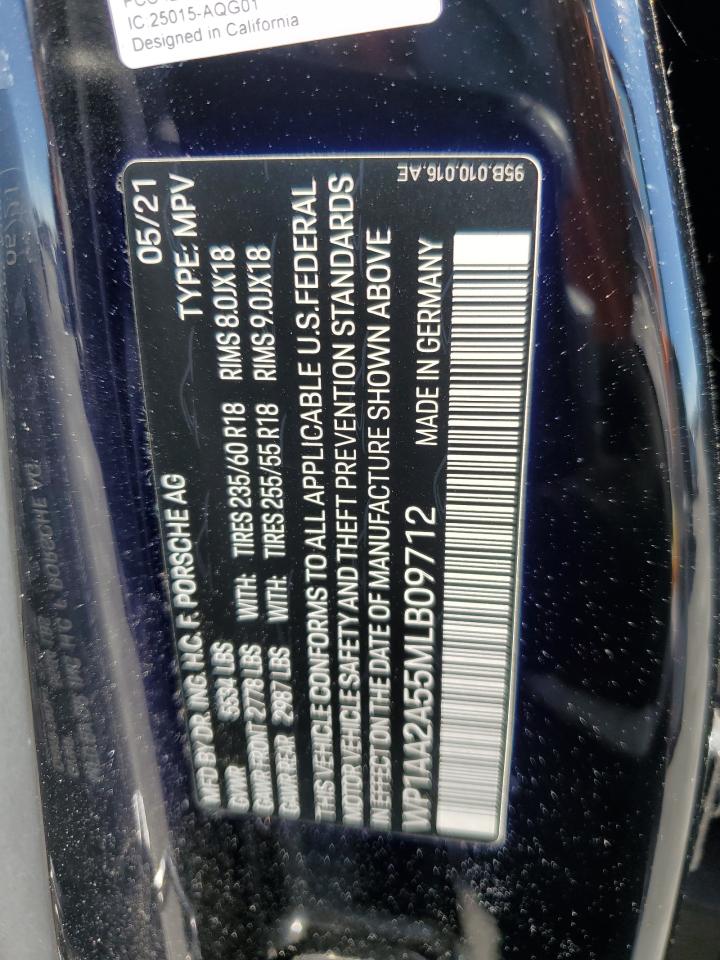 IC 25015-AQG01
Designed in California
MFD BY DR. ING. H.C. F. PORSCHE AG 05/21
GVWR 5534 LBS TYPE: MPV
GAWR FRONT 2778 LBS WITH: TIRES 235/60 R18 RIMS 8.0JX18
GAWR REAR 2987 LBS WITH: TIRES 255/55 R18 RIMS 9.0JX18
THIS VEHICLE CONFORMS TO ALL APPLICABLE U.S. FEDERAL
MOTOR VEHICLE SAFETY AND THEFT PREVENTION STANDARDS
IN EFFECT ON THE DATE OF MANUFACTURE SHOWN ABOVE
WP1AA2A55MLB09712 MADE IN GERMANY
95B.010.016.AE